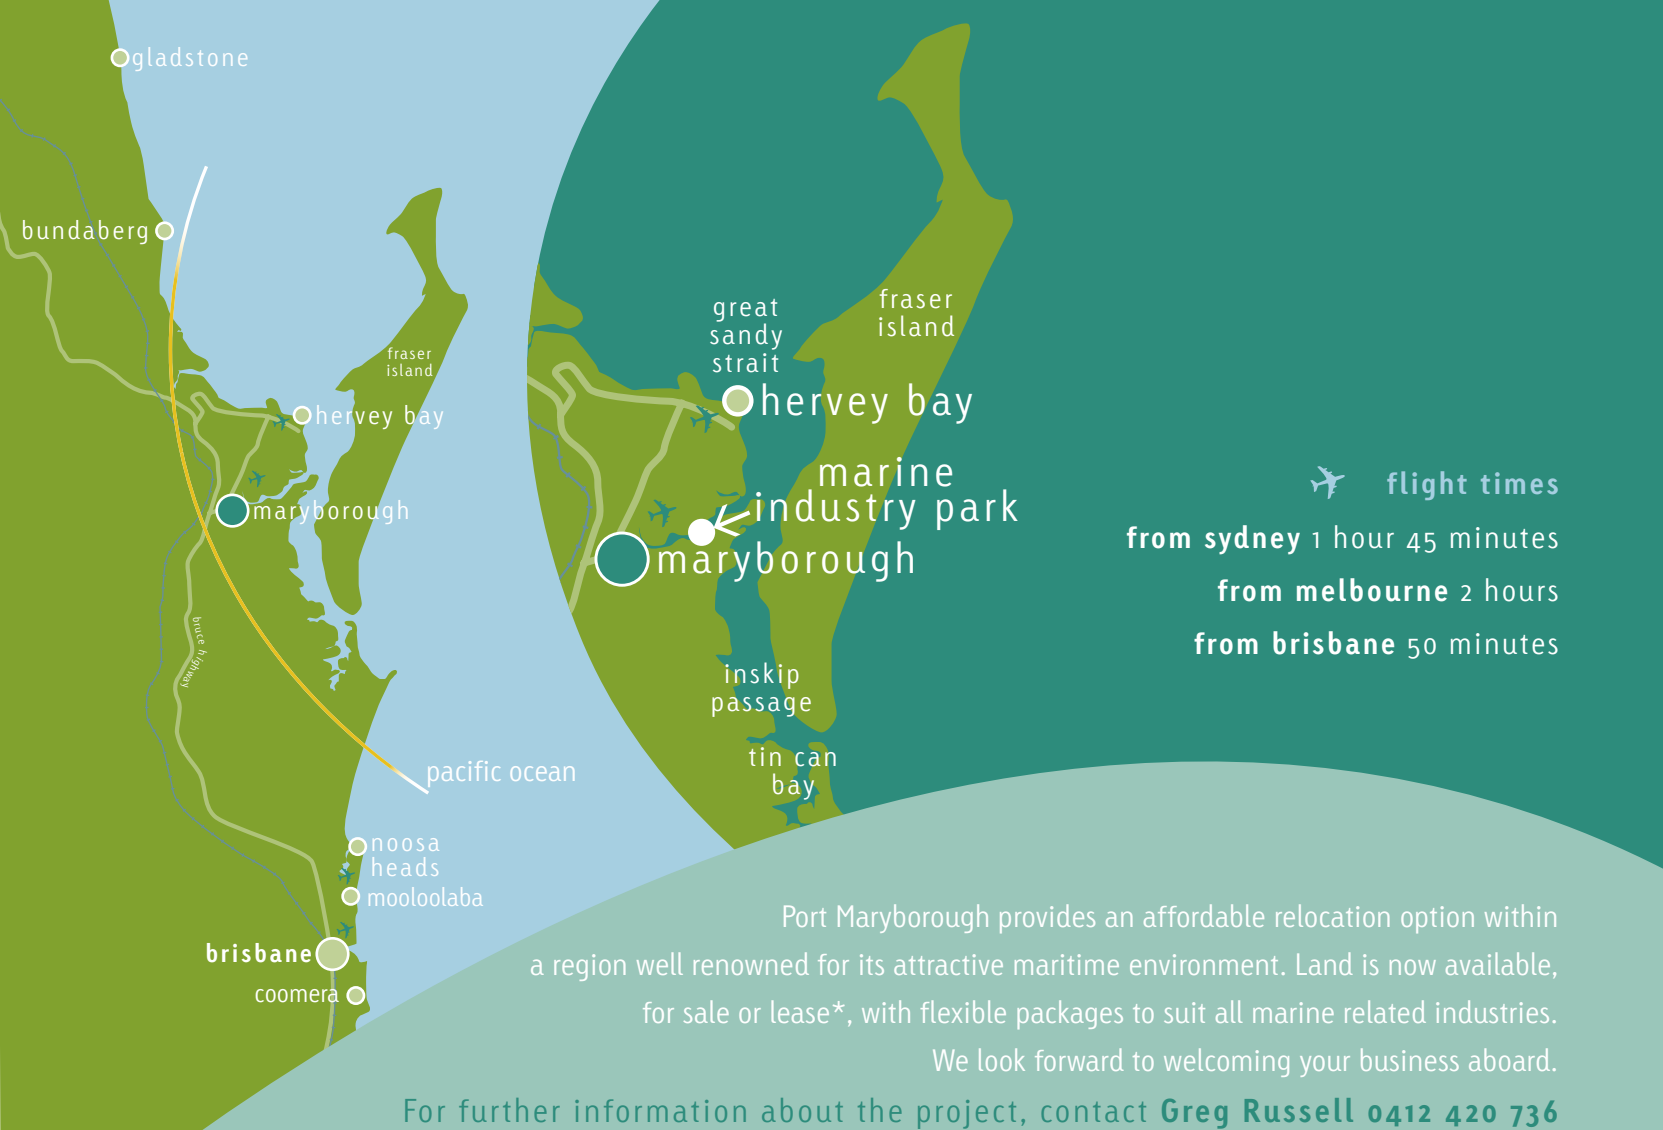 gladstone
bundaberg
fraser
island
hervey bay
maryborough
bruce highway
pacific ocean
noosa
heads
mooloolaba
brisbane
coomera
great
sandy
strait
fraser
island
hervey bay
marine
industry park
maryborough
inskip
passage
tin can
bay
flight times
from sydney 1 hour 45 minutes
from melbourne 2 hours
from brisbane 50 minutes
Port Maryborough provides an affordable relocation option within
a region well renowned for its attractive maritime environment. Land is now available,
for sale or lease*, with flexible packages to suit all marine related industries.
We look forward to welcoming your business aboard.
For further information about the project, contact Greg Russell 0412 420 736